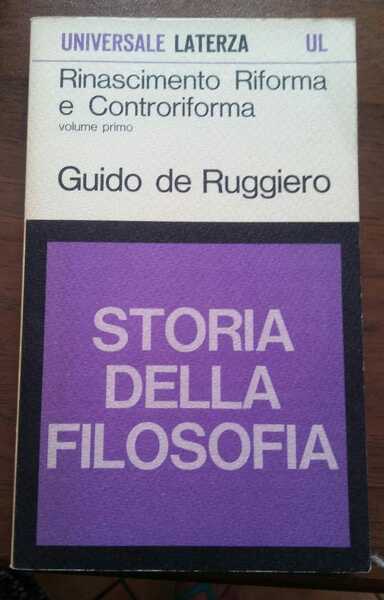 UNIVERSALE LATERZA UL
Rinascimento Riforma
e Controriforma
volume primo
Guido de Ruggiero
STORIA
DELLA
FILOSOFIA